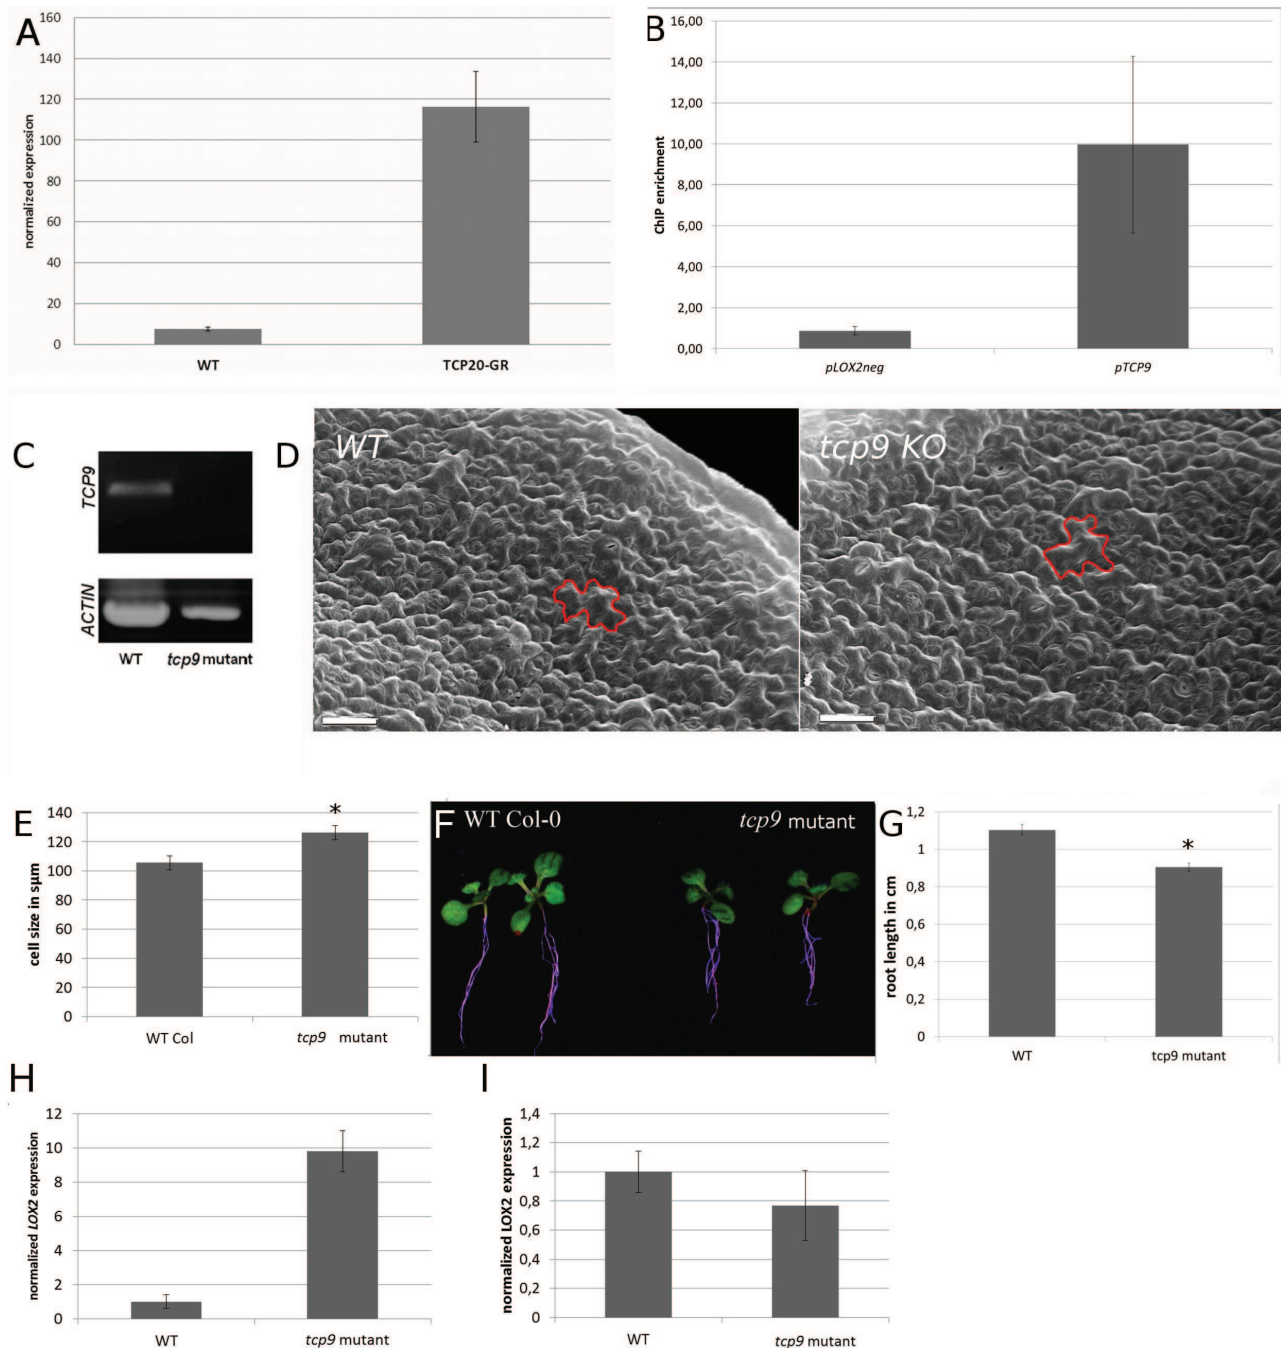 A
normalized expression
160
140
120
100
80
60
40
20
0
WT
TCP20-GR
B
ChIP enrichment
16,00
14,00
12,00
10,00
8,00
6,00
4,00
2,00
0,00
pLOX2neg
pTCP9
C
TCP9
ACTIN
WT
tcp9 mutant
D
WT
tcp9 KO
E
cell size in sµm
140
120
100
80
60
40
20
0
WT Col
tcp9 mutant
*
F
WT Col-0
tcp9 mutant
G
root length in cm
1,2
1
0,8
0,6
0,4
0,2
0
WT
tcp9 mutant
*
H
normalized LOX2 expression
12
10
8
6
4
2
0
WT
tcp9 mutant
I
normalized LOX2 expression
1,4
1,2
1
0,8
0,6
0,4
0,2
0
WT
tcp9 mutant